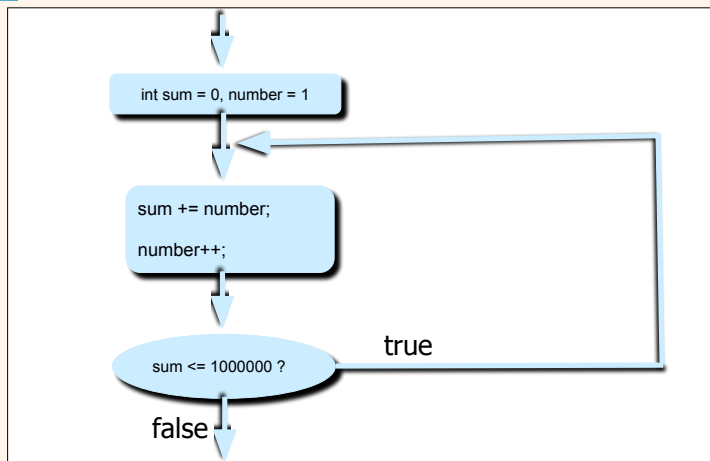 int sum = 0, number = 1
sum += number;
number++;
sum <= 1000000 ?
true
false